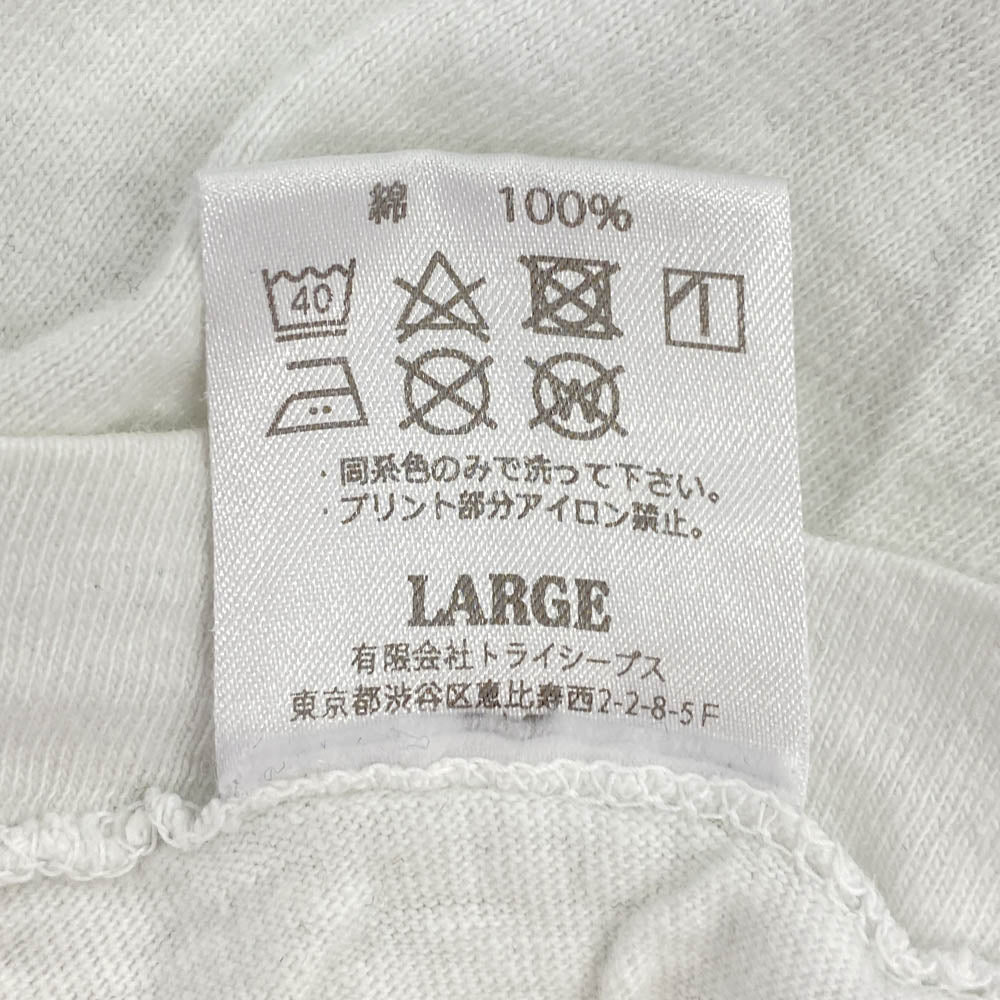 綿 100%
40
W
・同系色のみで洗って下さい。
・プリント部分アイロン禁止。
LARGE
有限会社トライシープス
東京都渋谷区恵比寿西2-2-8-5F